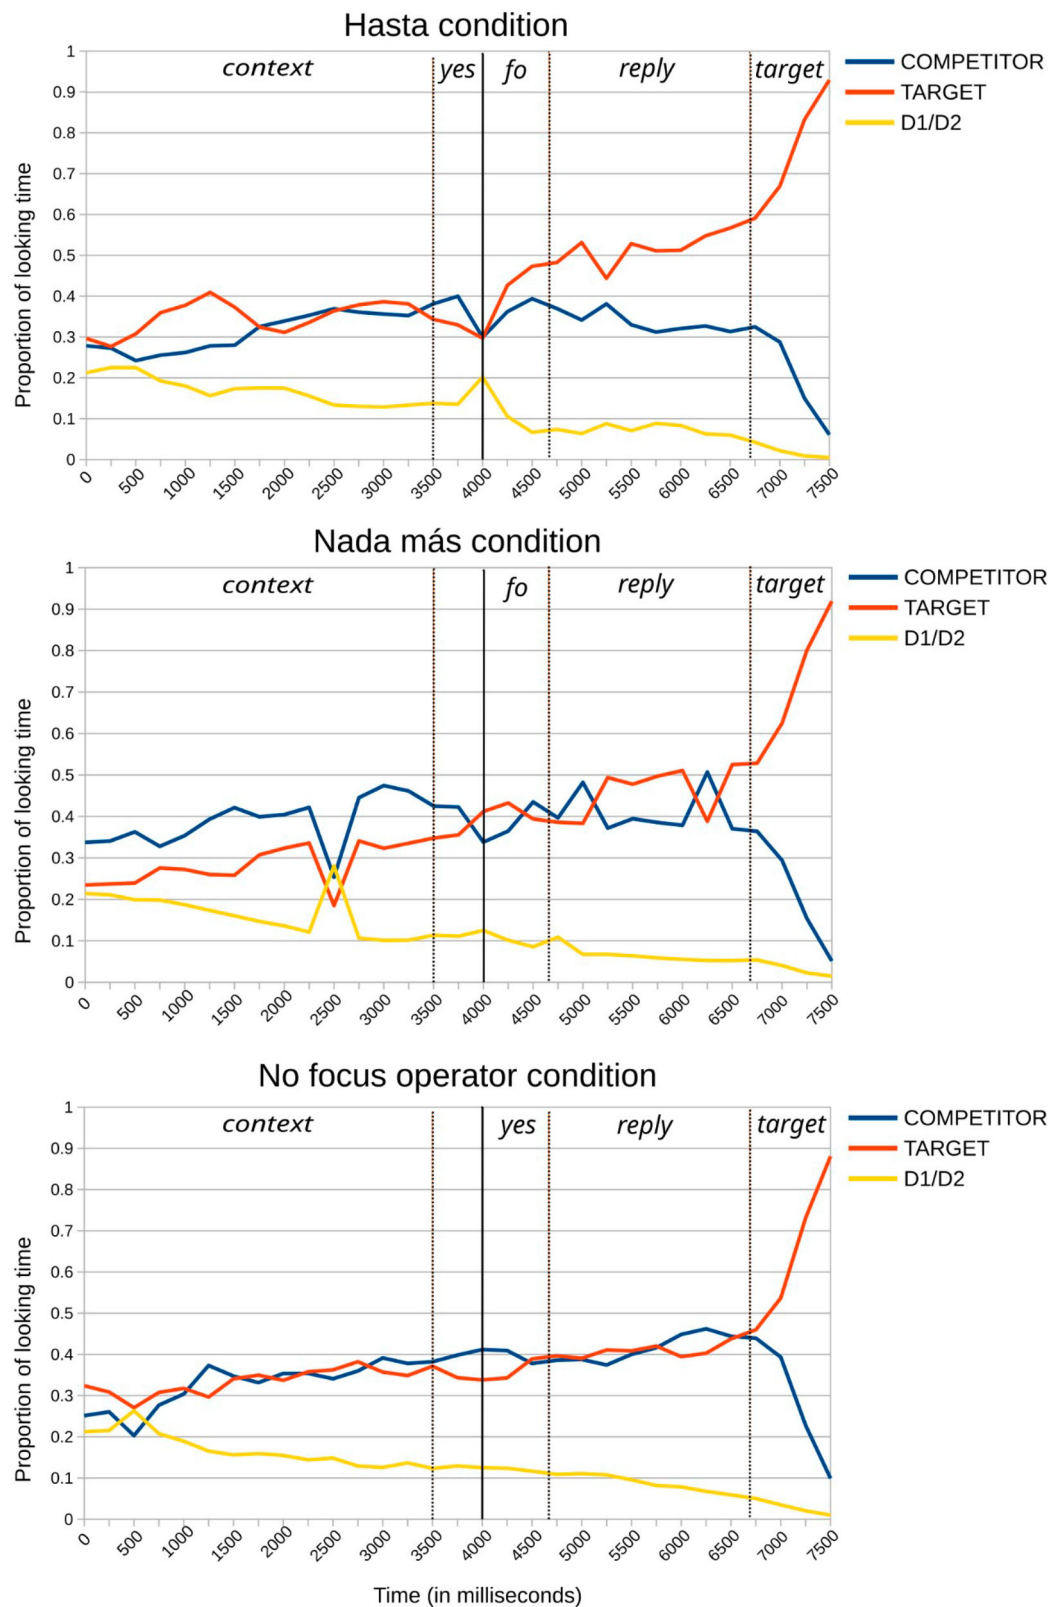 Hasta condition
context yes fo reply target
COMPETITOR
TARGET
D1/D2
Proportion of looking time
1
0.9
0.8
0.7
0.6
0.5
0.4
0.3
0.2
0.1
0
0 500 1000 1500 2000 2500 3000 3500 4000 4500 5000 5500 6000 6500 7000 7500
Nada más condition
context fo reply target
COMPETITOR
TARGET
D1/D2
Proportion of looking time
1
0.9
0.8
0.7
0.6
0.5
0.4
0.3
0.2
0.1
0
0 500 1000 1500 2000 2500 3000 3500 4000 4500 5000 5500 6000 6500 7000 7500
No focus operator condition
context yes reply target
COMPETITOR
TARGET
D1/D2
Proportion of looking time
1
0.9
0.8
0.7
0.6
0.5
0.4
0.3
0.2
0.1
0
0 500 1000 1500 2000 2500 3000 3500 4000 4500 5000 5500 6000 6500 7000 7500
Time (in milliseconds)